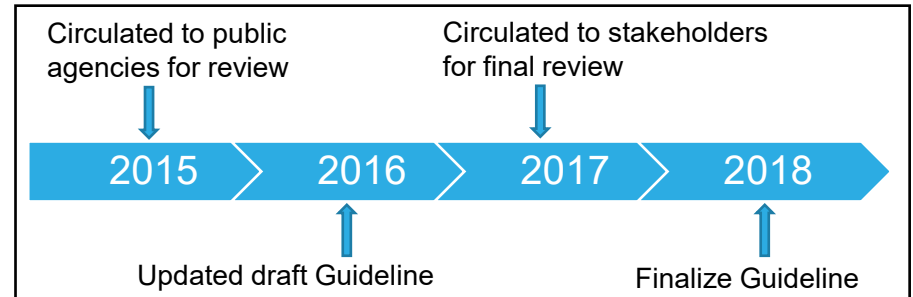 Circulated to public
agencies for review
Circulated to stakeholders
for final review
2015
2016
2017
2018
Updated draft Guideline
Finalize Guideline